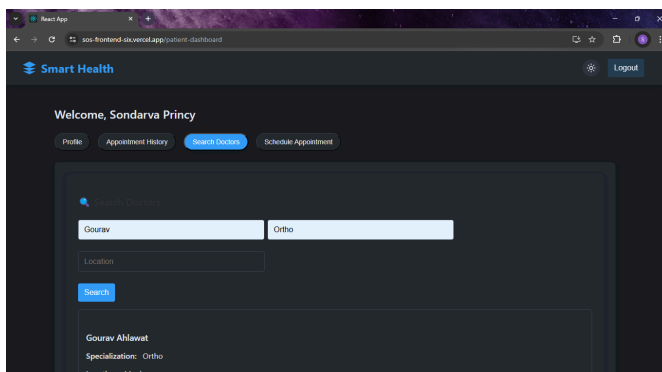 React App
sos-frontend-six.vercel.app/patient-dashboard
Smart Health
Logout
Welcome, Sondarva Princy
Profile Appointment History Search Doctors Schedule Appointment
Search Doctors
Gourav Ortho
Location
Search
Gourav Ahlawat
Specialization: Ortho